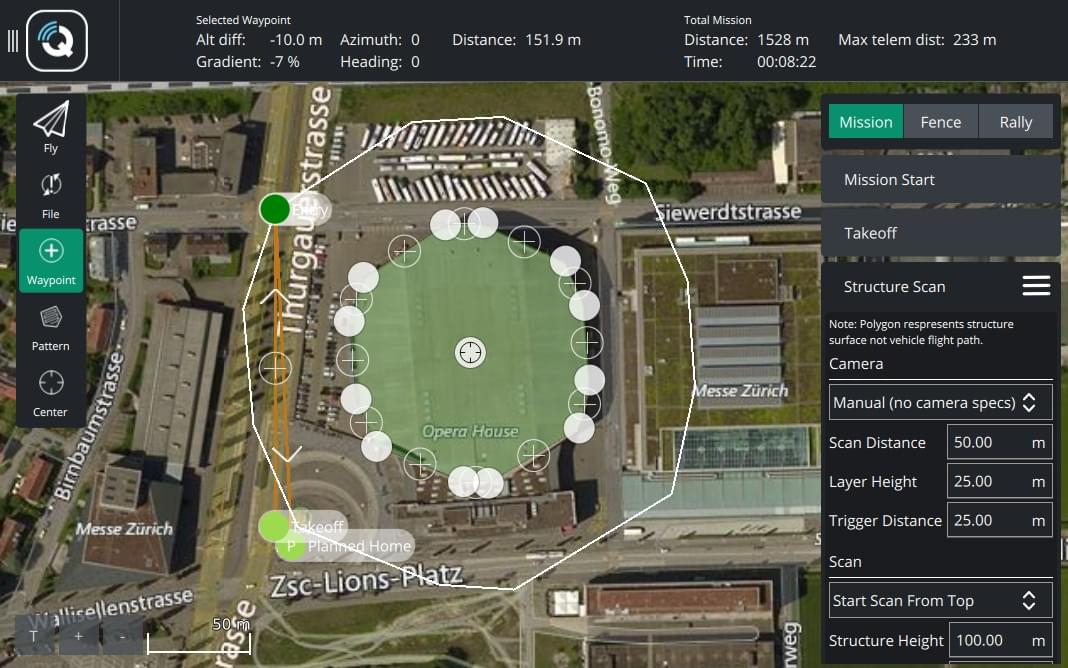 Selected Waypoint
Alt diff: -10.0 m Azimuth: 0 Distance: 151.9 m
Gradient: -7 % Heading: 0
Total Mission
Distance: 1528 m Max telem dist: 233 m
Time: 00:08:22
Fly
File
Waypoint
Pattern
Center
Mission Fence Rally
Mission Start
Takeoff
Structure Scan
Note: Polygon respresents structure
surface not vehicle flight path.
Camera
Manual (no camera specs)
Scan Distance 50.00 m
Layer Height 25.00 m
Trigger Distance 25.00 m
Scan
Start Scan From Top
Structure Height 100.00 m
Thurgauerstrasse
Bonomo-Weg
Siewerdtstrasse
Entry
Messe Zürich
Opera House
Birnbaumstrasse
Messe Zürich
Takeoff
P Planned Home
Zsc-Lions-Platz
Wallisellenstrasse
50 m
T + -